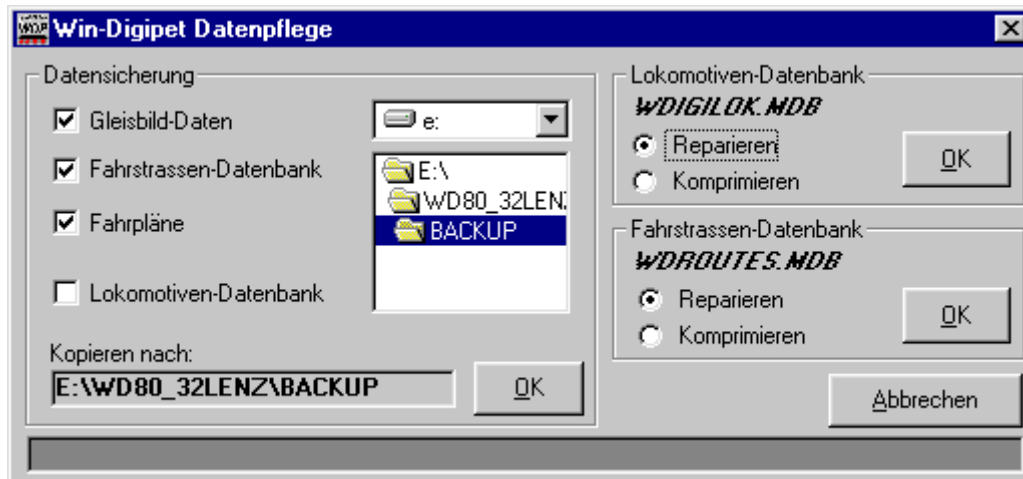 Win-Digipet Datenpflege
Datensicherung
Gleisbild-Daten
Fahrstrassen-Datenbank
Fahrpläne
Lokomotiven-Datenbank
e:
E:\
WD80_32LEN
BACKUP
Kopieren nach:
E:\WD80_32LENZ\BACKUP
OK
Lokomotiven-Datenbank
WDIGILOK.MDB
Reparieren
Komprimieren
OK
Fahrstrassen-Datenbank
WDROUTES.MDB
Reparieren
Komprimieren
OK
Abbrechen